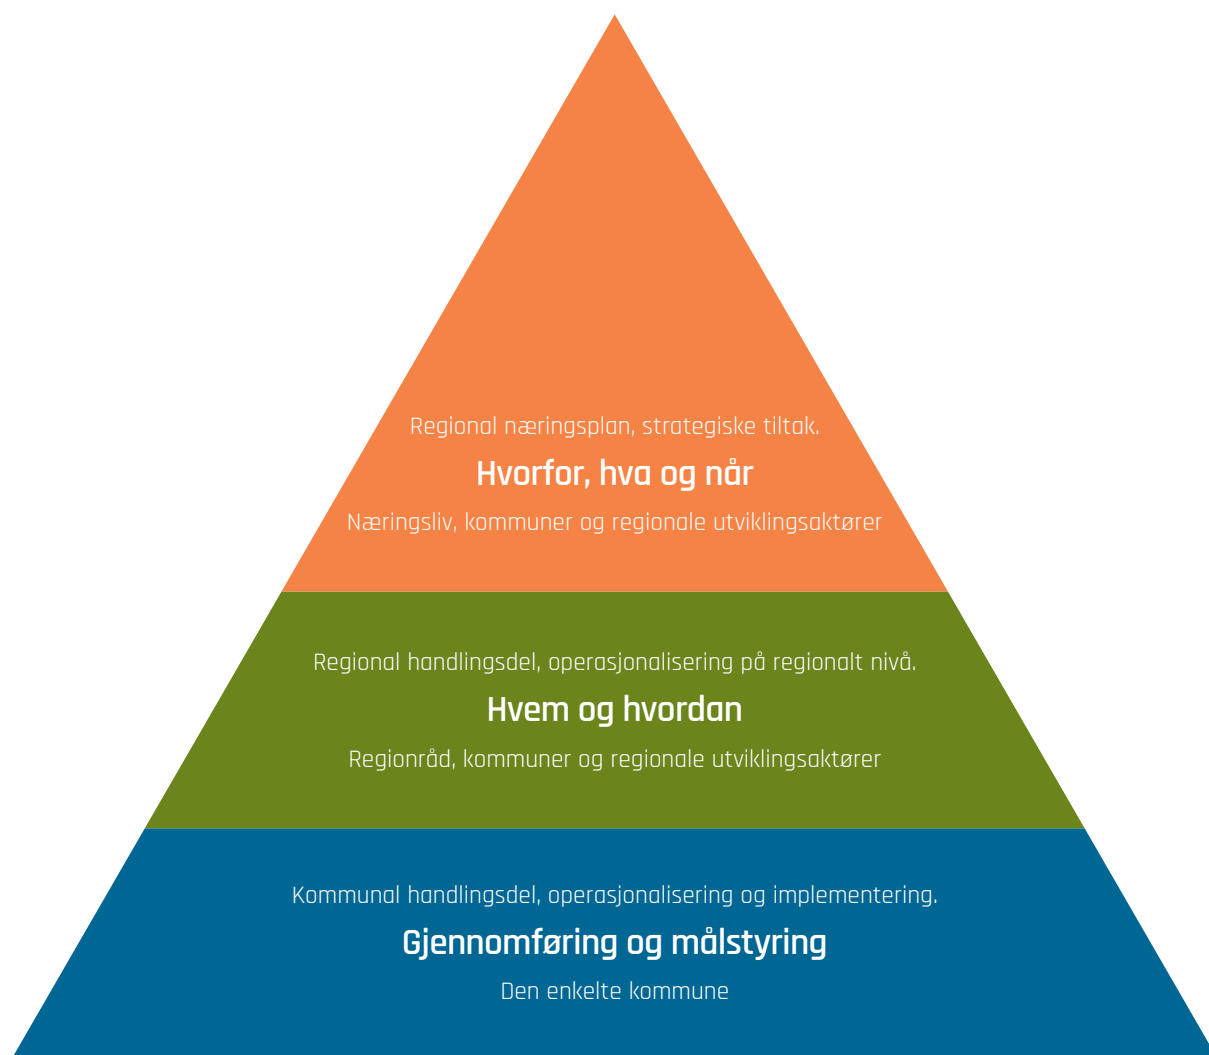 Regional næringsplan, strategiske tiltak.
Hvorfor, hva og når
Næringsliv, kommuner og regionale utviklingsaktører
Regional handlingsdel, operasjonalisering på regionalt nivå.
Hvem og hvordan
Regionråd, kommuner og regionale utviklingsaktører
Kommunal handlingsdel, operasjonalisering og implementering.
Gjennomføring og målstyring
Den enkelte kommune